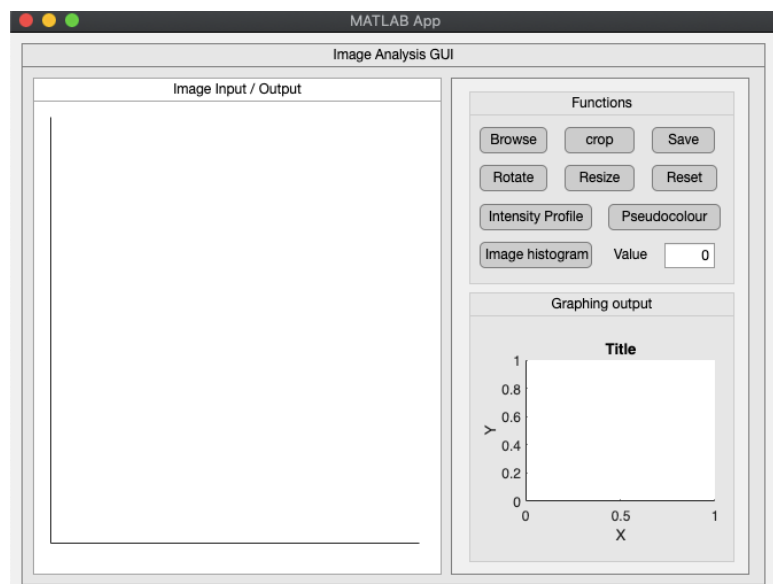 MATLAB App
Image Analysis GUI
Image Input / Output
Functions
Browse crop Save
Rotate Resize Reset
Intensity Profile Pseudocolour
Image histogram Value 0
Graphing output
Title
1
0.8
0.6
0.4
0.2
0
Y
0 0.5 1
X